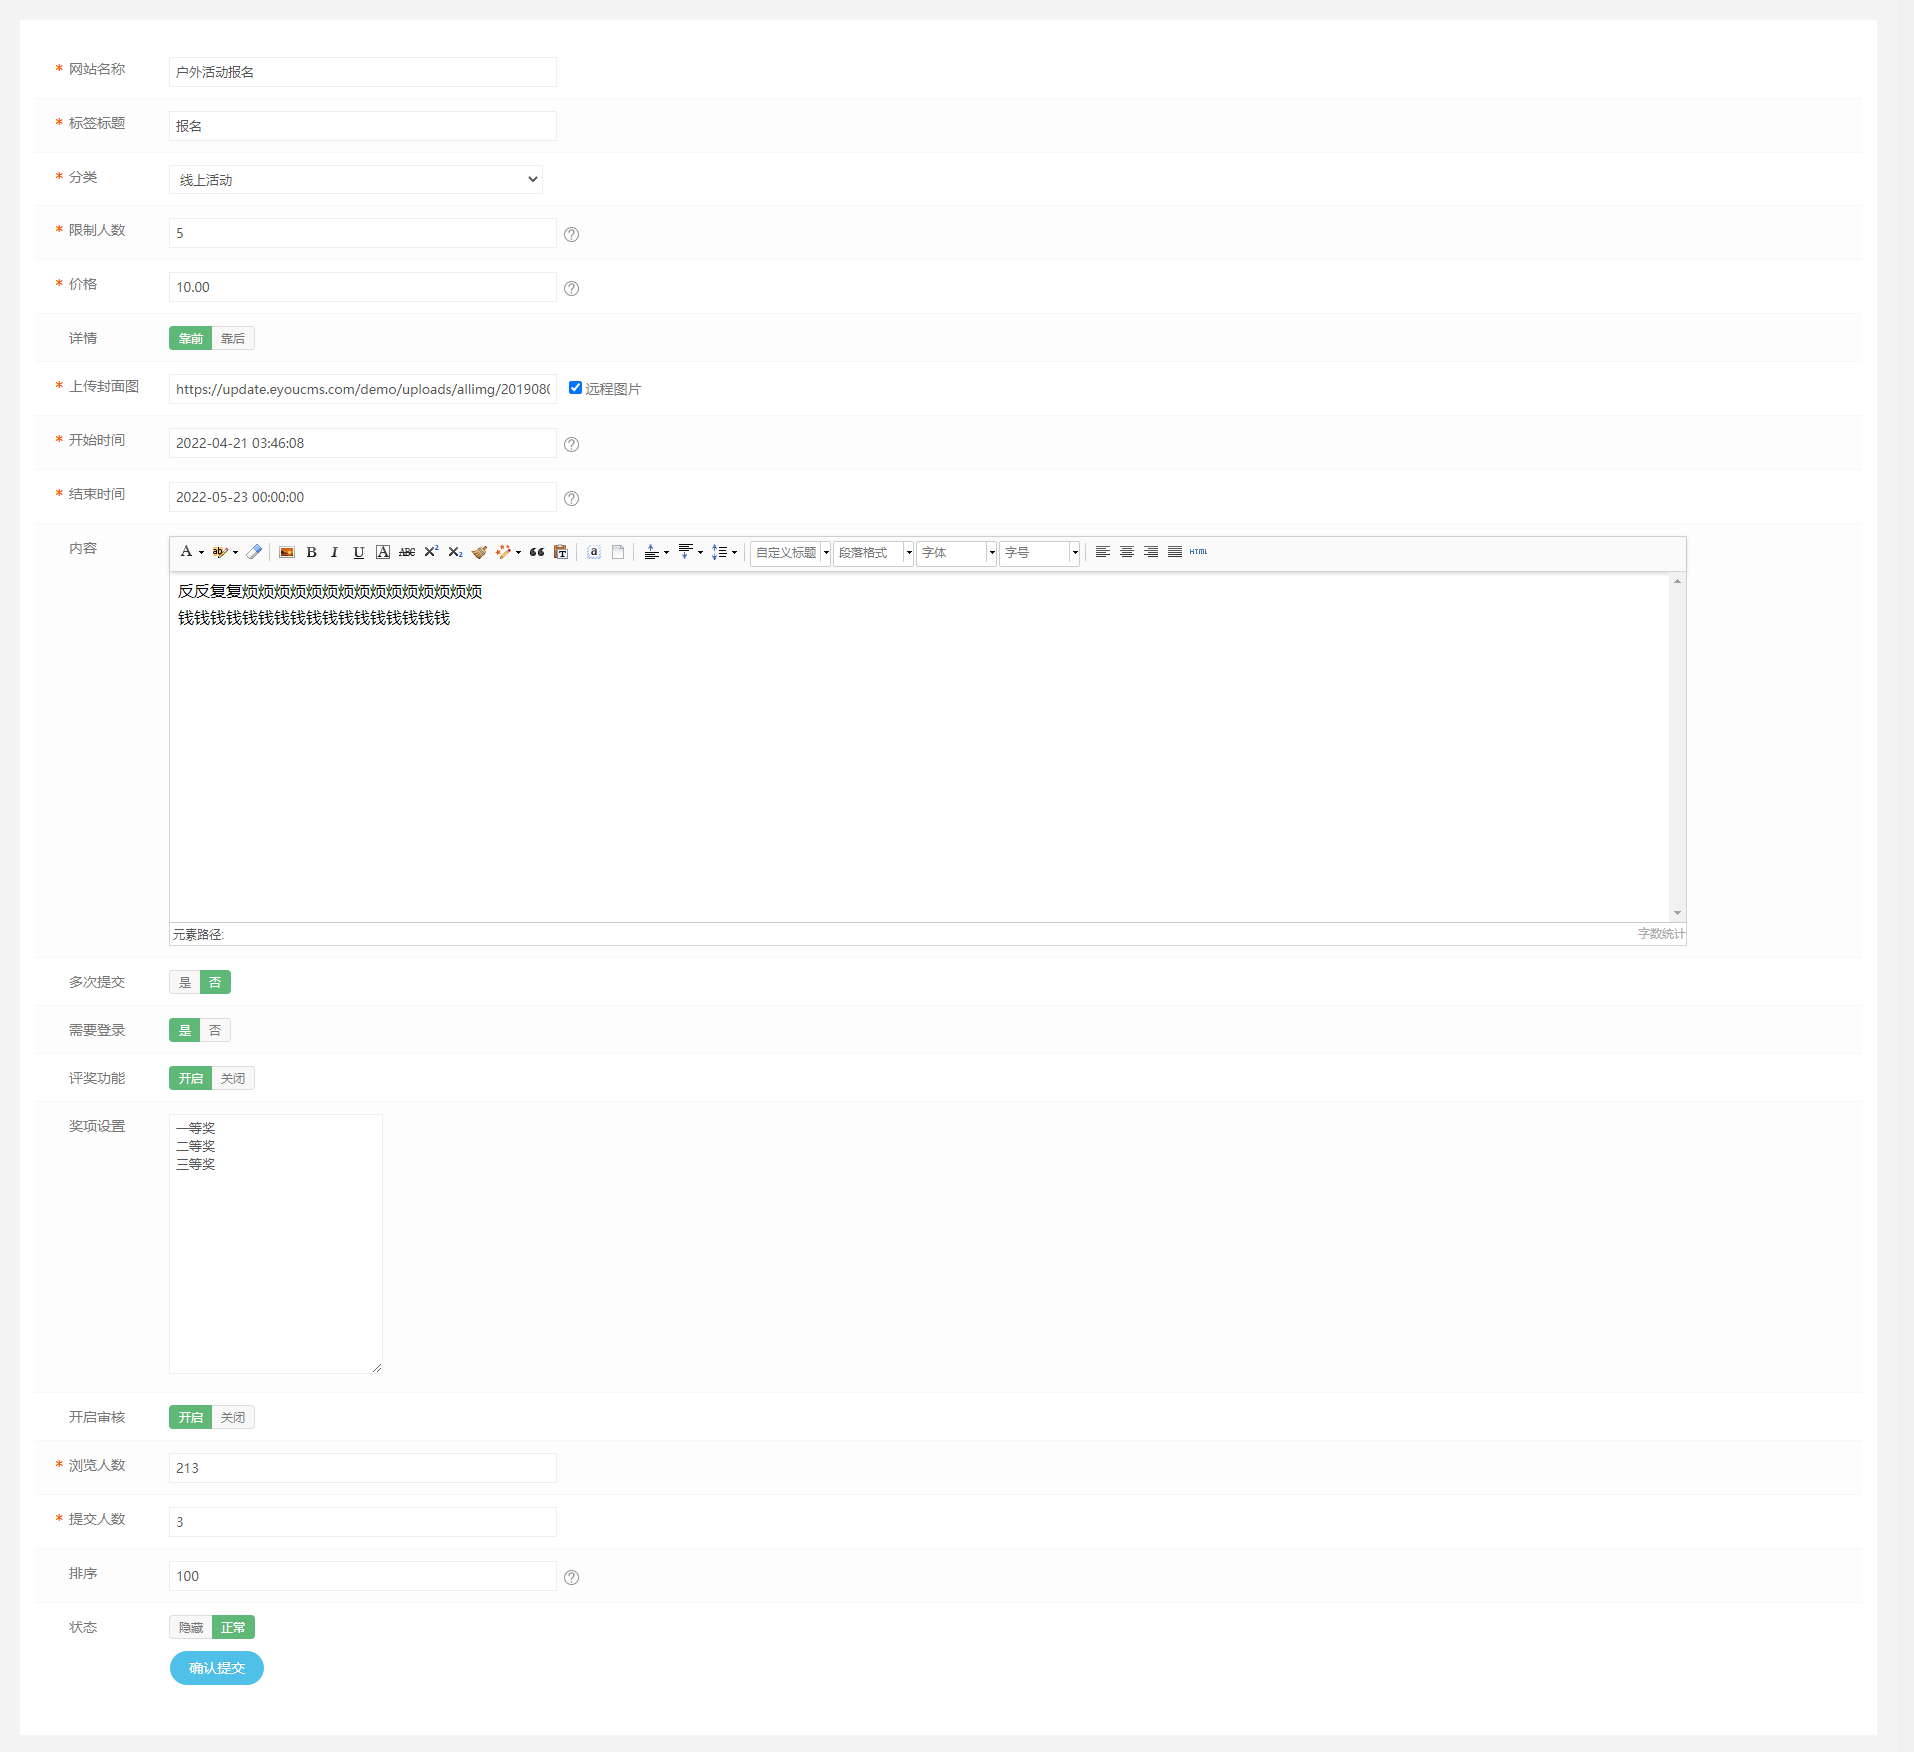 * 网站名称 户外活动报名
* 标签标题 报名
* 分类 线上活动
* 限制人数 5
* 价格 10.00
详情 靠前 靠后
* 上传封面图 https://update.eyoucms.com/demo/uploads/allimg/201908 远程图片
* 开始时间 2022-04-21 03:46:08
* 结束时间 2022-05-23 00:00:00
内容
自定义标题 段落格式 字体 字号 HTML
反反复复烦烦烦烦烦烦烦烦烦烦烦烦烦烦烦
钱钱钱钱钱钱钱钱钱钱钱钱钱钱钱钱钱
元素路径: 字数统计
多次提交 是 否
需要登录 是 否
评奖功能 开启 关闭
奖项设置
一等奖
二等奖
三等奖
开启审核 开启 关闭
* 浏览人数 213
* 提交人数 3
排序 100
状态 隐藏 正常
确认提交